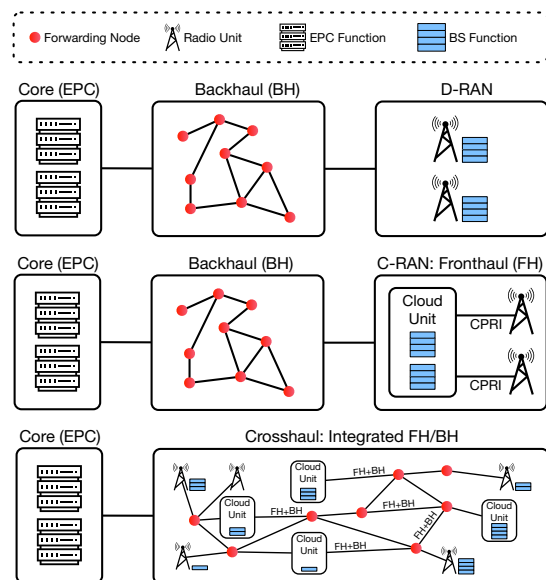 Forwarding Node Radio Unit EPC Function BS Function
Core (EPC) Backhaul (BH) D-RAN
Core (EPC) Backhaul (BH) C-RAN: Fronthaul (FH)
Cloud
Unit
CPRI
CPRI
Core (EPC) Crosshaul: Integrated FH/BH
Cloud
Unit
FH+BH
Cloud
Unit
FH+BH
FH+BH
FH+BH
Cloud
Unit
Cloud
Unit
FH+BH